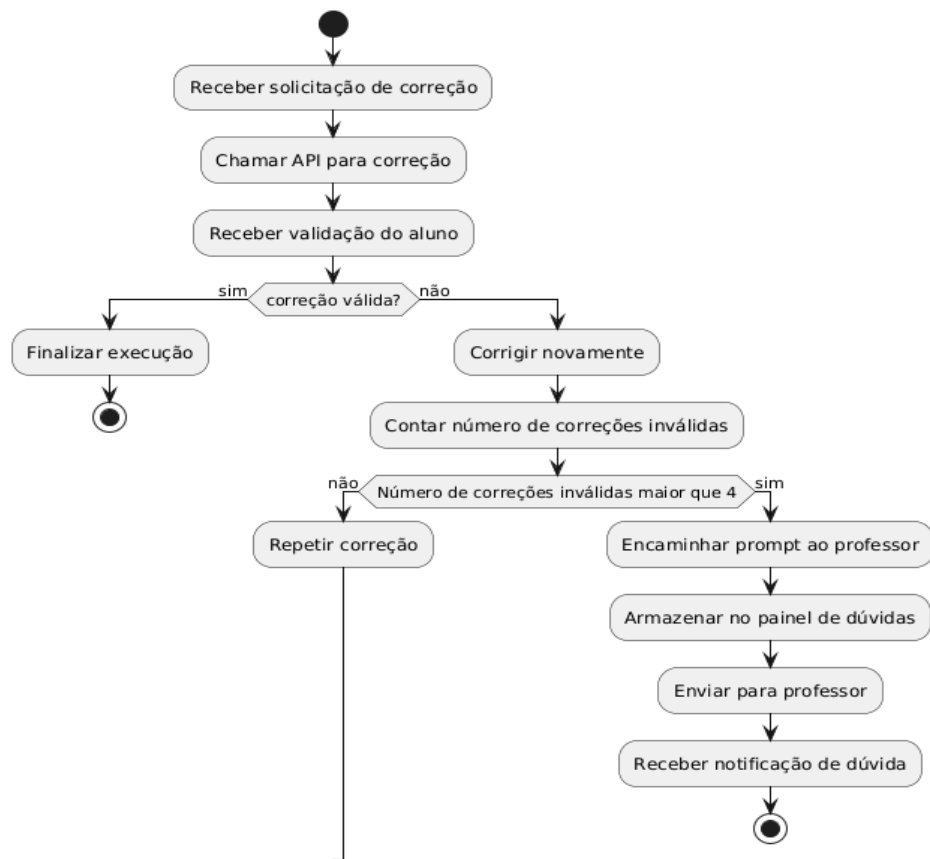 Receber solicitação de correção
Chamar API para correção
Receber validação do aluno
sim
correção válida?
não
Finalizar execução
Corrigir novamente
Contar número de correções inválidas
não
Número de correções inválidas maior que 4
sim
Repetir correção
Encaminhar prompt ao professor
Armazenar no painel de dúvidas
Enviar para professor
Receber notificação de dúvida